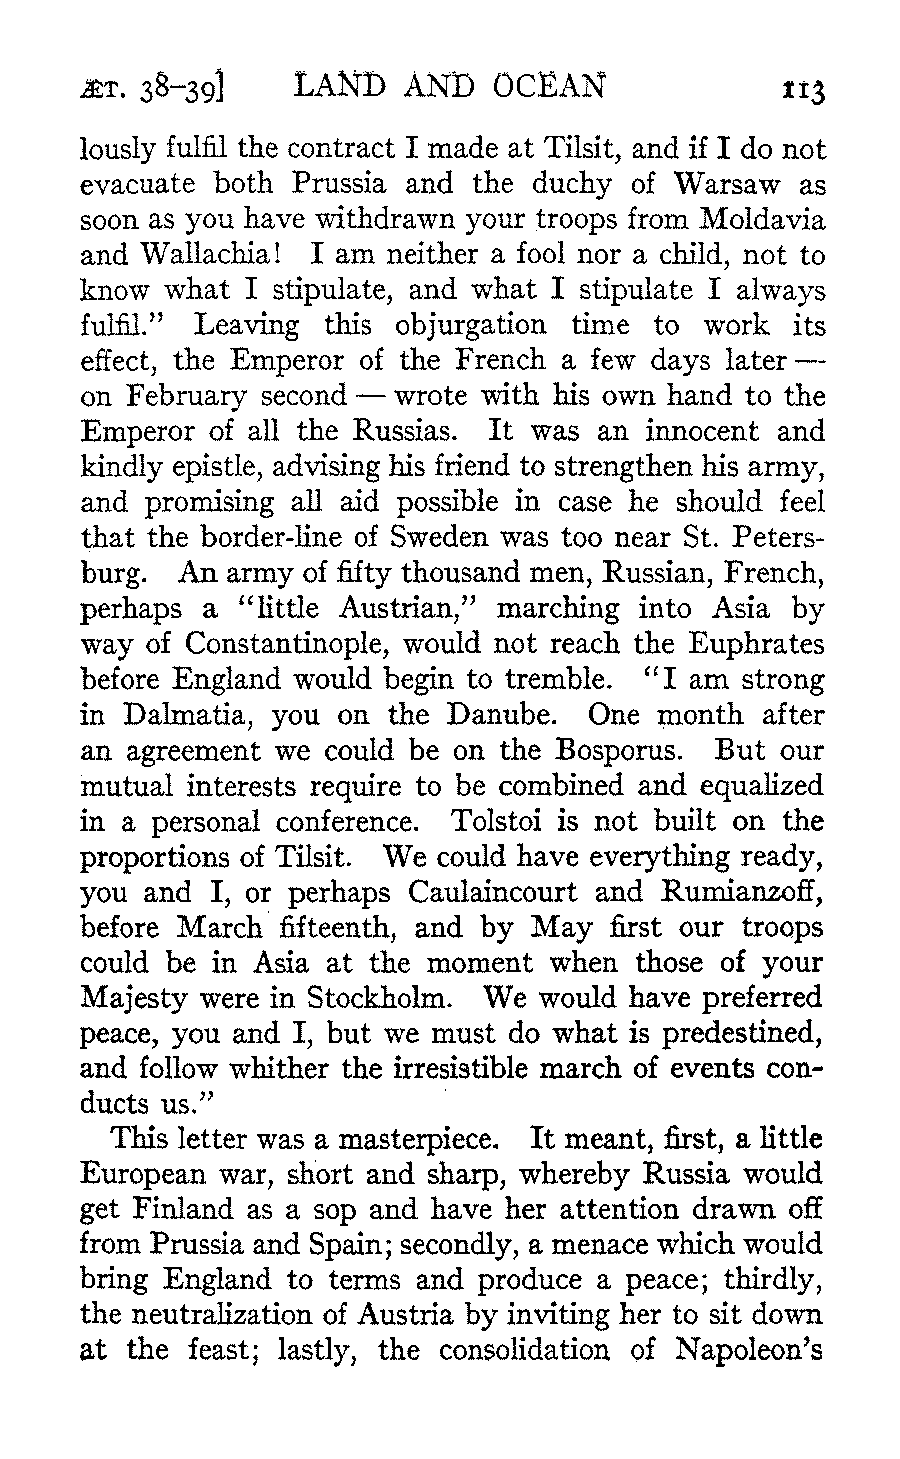 ÆT. 38–39] LAND AND OCEAN 113
lously fulfil the contract I made at Tilsit, and if I do not
evacuate both Prussia and the duchy of Warsaw as
soon as you have withdrawn your troops from Moldavia
and Wallachia! I am neither a fool nor a child, not to
know what I stipulate, and what I stipulate I always
fulfil.” Leaving this objurgation time to work its
effect, the Emperor of the French a few days later —
on February second — wrote with his own hand to the
Emperor of all the Russias. It was an innocent and
kindly epistle, advising his friend to strengthen his army,
and promising all aid possible in case he should feel
that the border-line of Sweden was too near St. Peters-
burg. An army of fifty thousand men, Russian, French,
perhaps a “little Austrian,” marching into Asia by
way of Constantinople, would not reach the Euphrates
before England would begin to tremble. “I am strong
in Dalmatia, you on the Danube. One month after
an agreement we could be on the Bosporus. But our
mutual interests require to be combined and equalized
in a personal conference. Tolstoi is not built on the
proportions of Tilsit. We could have everything ready,
you and I, or perhaps Caulaincourt and Rumianzoff,
before March fifteenth, and by May first our troops
could be in Asia at the moment when those of your
Majesty were in Stockholm. We would have preferred
peace, you and I, but we must do what is predestined,
and follow whither the irresistible march of events con-
ducts us.”
This letter was a masterpiece. It meant, first, a little
European war, short and sharp, whereby Russia would
get Finland as a sop and have her attention drawn off
from Prussia and Spain; secondly, a menace which would
bring England to terms and produce a peace; thirdly,
the neutralization of Austria by inviting her to sit down
at the feast; lastly, the consolidation of Napoleon’s